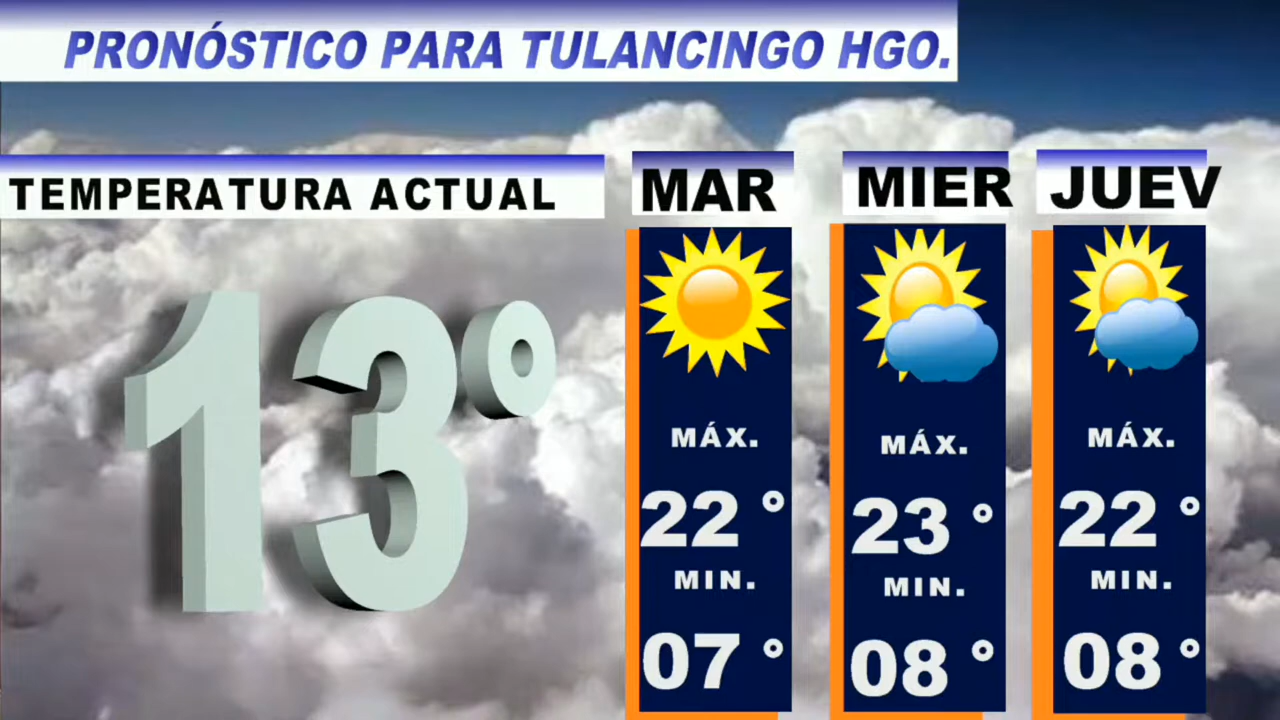 PRONÓSTICO PARA TULANCINGO HGO.
TEMPERATURA ACTUAL
13°
MAR
MÁX.
22°
MIN.
07°
MIER
MÁX.
23°
MIN.
08°
JUEV
MÁX.
22°
MIN.
08°